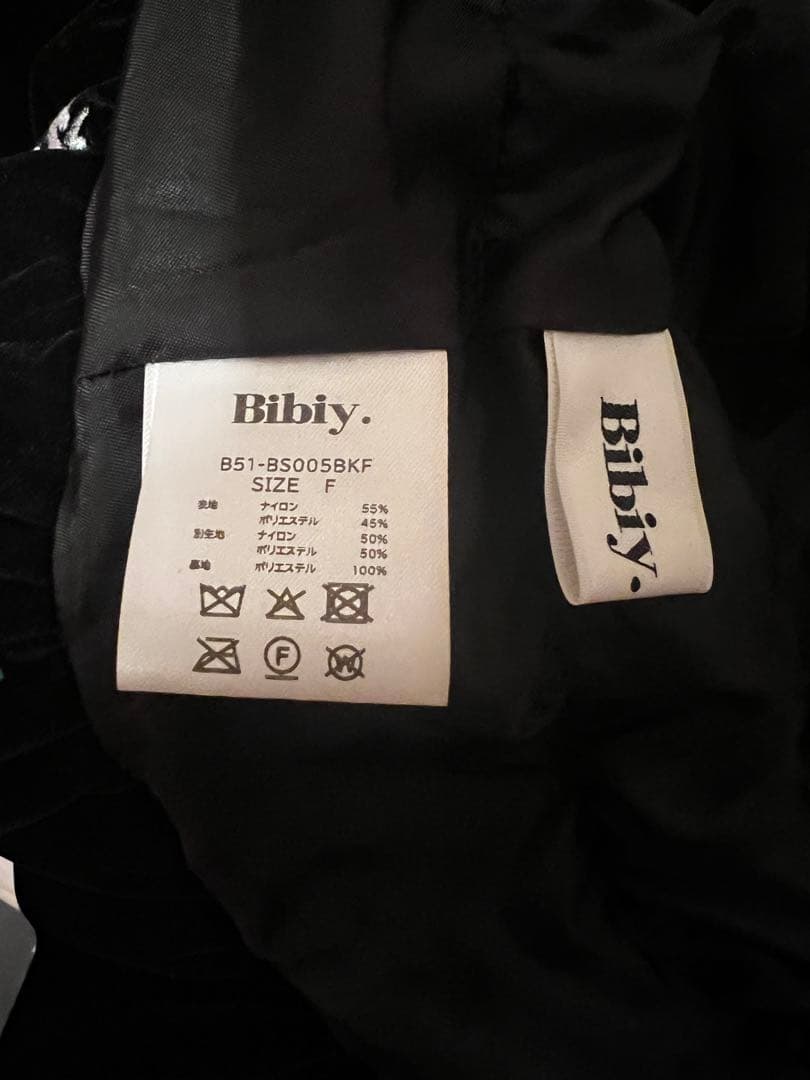 Bibiy.
B51-BS005BKF
SIZE F
表地 ナイロン 55%
ポリエステル 45%
別生地 ナイロン 50%
ポリエステル 50%
裏地 ポリエステル 100%
F
W
Bibiy.